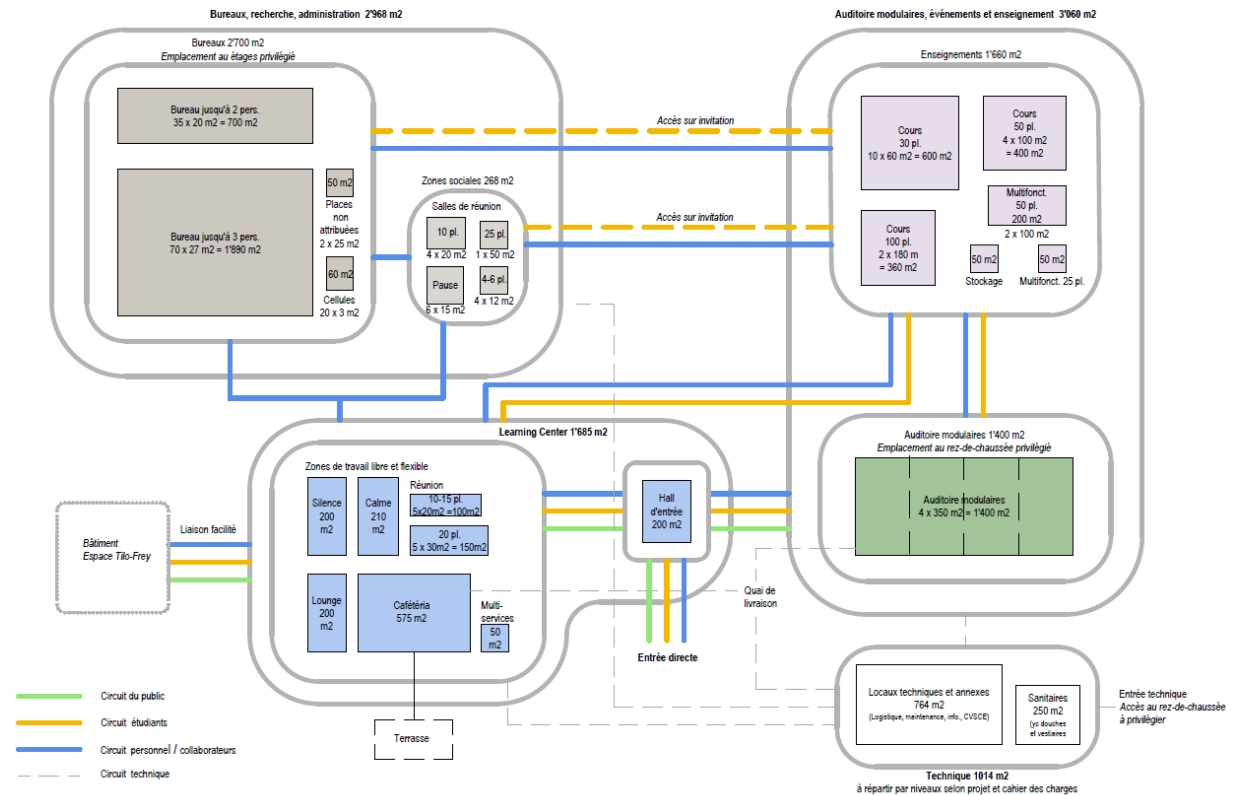 Bureaux, recherche, administration 2'968 m2
Bureaux 2'700 m2
Emplacement au étages privilégié
Bureau jusqu'à 2 pers.
35 x 20 m2 = 700 m2
Bureau jusqu'à 3 pers.
70 x 27 m2 = 1'890 m2
50 m2
Places
non
attribuées
2 x 25 m2
60 m2
Cellules
20 x 3 m2
Zones sociales 268 m2
Salles de réunion
10 pl.
4 x 20 m2
25 pl.
1 x 50 m2
Pause
6 x 15 m2
4-6 pl.
4 x 12 m2
Accès sur invitation
Accès sur invitation
Auditoire modulaires, événements et enseignement 3'060 m2
Enseignements 1'660 m2
Cours
30 pl.
10 x 60 m2 = 600 m2
Cours
50 pl.
4 x 100 m2
= 400 m2
Multifonct.
50 pl.
200 m2
2 x 100 m2
Cours
100 pl.
2 x 180 m
= 360 m2
50 m2
Stockage
50 m2
Multifonct. 25 pl.
Auditoire modulaires 1'400 m2
Emplacement au rez-de-chaussée privilégié
Auditoire modulaires
4 x 350 m2 = 1'400 m2
Learning Center 1'685 m2
Zones de travail libre et flexible
Silence
200
m2
Calme
210
m2
Réunion
10-15 pl.
5x20m2 =100m2
20 pl.
5 x 30m2 = 150m2
Lounge
200
m2
Cafétéria
575 m2
Multi-
services
50
m2
Hall
d'entrée
200 m2
Entrée directe
Bâtiment
Espace Tilo-Frey
Liaison facilité
Terrasse
Quai de
livraison
Locaux techniques et annexes
764 m2
(Logistique, maintenance, info., CVSCE)
Sanitaires
250 m2
(yc douches
et vestiaires
Entrée technique
Accès au rez-de-chaussée
à privilégier
Technique 1014 m2
à répartir par niveaux selon projet et cahier des charges
Circuit du public
Circuit étudiants
Circuit personnel / collaborateurs
Circuit technique